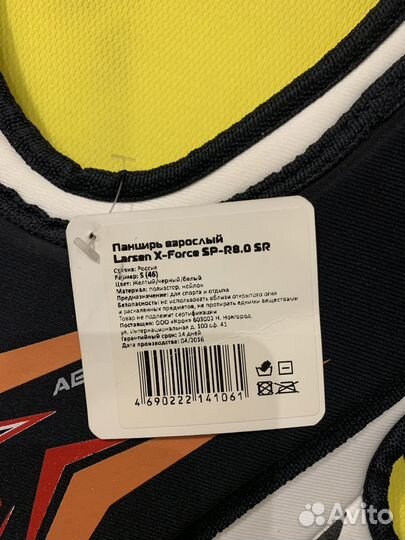 Панцирь взрослый
Larsen X-Force SP-R8.0 SR
Страна: Россия
Размер: S (46)
Цвет: Желтый/черный/белый
Материал: полиэстер, нейлон
Предназначение: для спорта и отдыха
Безопасность: не использовать вблизи открытого огня
и раскаленных предметов, не протирать едкими веществами
Товар не подлежит сертификации
Поставщик: ООО «Крон» 603002 Н. Новгород,
ул. Интернациональная д. 100 оф. 41
Гарантийный срок: 14 дней
Дата производства: 04/2016
4 690222 141061
Avito